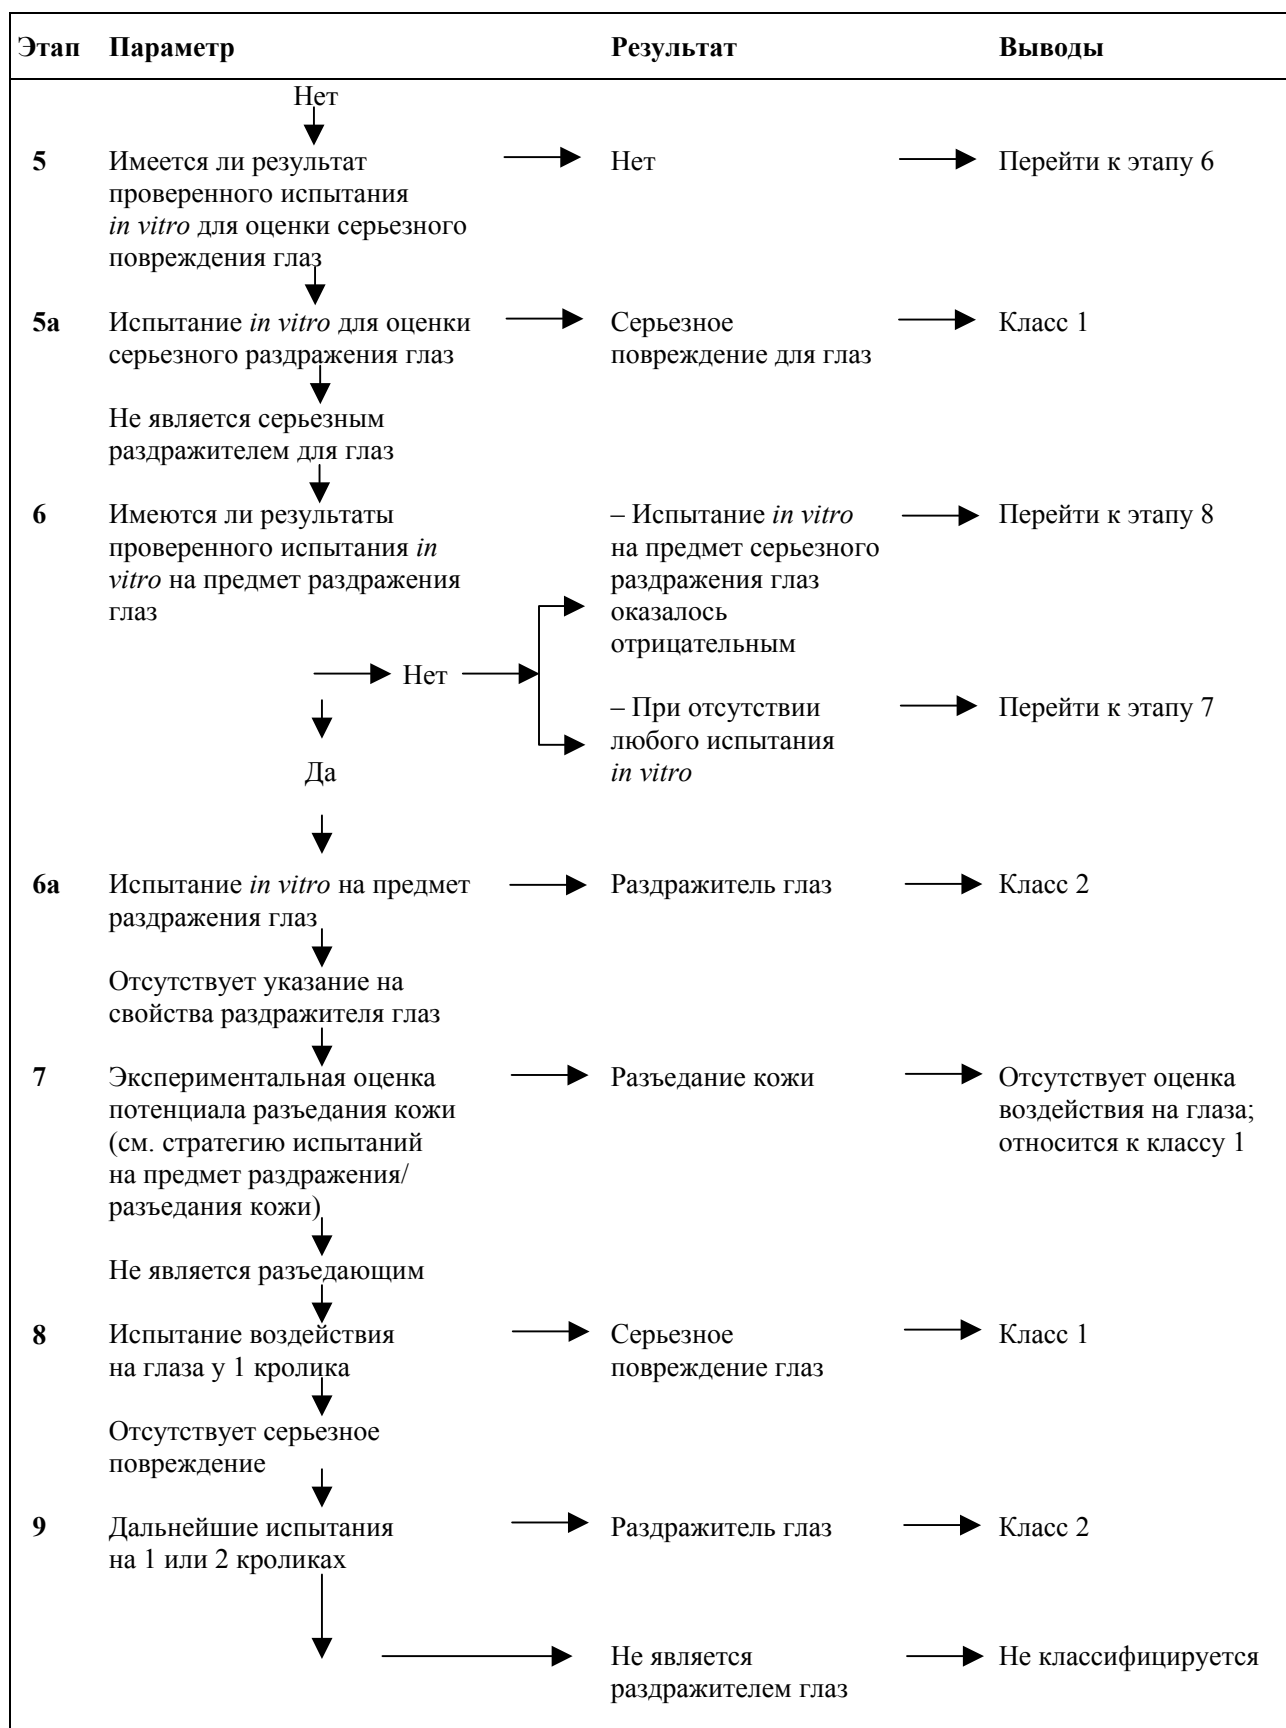 Этап Параметр Результат Выводы
Нет
5 Имеется ли результат Нет Перейти к этапу 6
проверенного испытания
in vitro для оценки серьезного
повреждения глаз
5а Испытание in vitro для оценки Серьезное Класс 1
серьезного раздражения глаз повреждение для глаз
Не является серьезным
раздражителем для глаз
6 Имеются ли результаты – Испытание in vitro Перейти к этапу 8
проверенного испытания in на предмет серьезного
vitro на предмет раздражения раздражения глаз
глаз оказалось
отрицательным
Нет
– При отсутствии Перейти к этапу 7
любого испытания
Да in vitro
6а Испытание in vitro на предмет Раздражитель глаз Класс 2
раздражения глаз
Отсутствует указание на
свойства раздражителя глаз
7 Экспериментальная оценка Разъедание кожи Отсутствует оценка
потенциала разъедания кожи воздействия на глаза;
(см. стратегию испытаний относится к классу 1
на предмет раздражения/
разъедания кожи)
Не является разъедающим
8 Испытание воздействия Серьезное Класс 1
на глаза у 1 кролика повреждение глаз
Отсутствует серьезное
повреждение
9 Дальнейшие испытания Раздражитель глаз Класс 2
на 1 или 2 кроликах
Не является Не классифицируется
раздражителем глаз